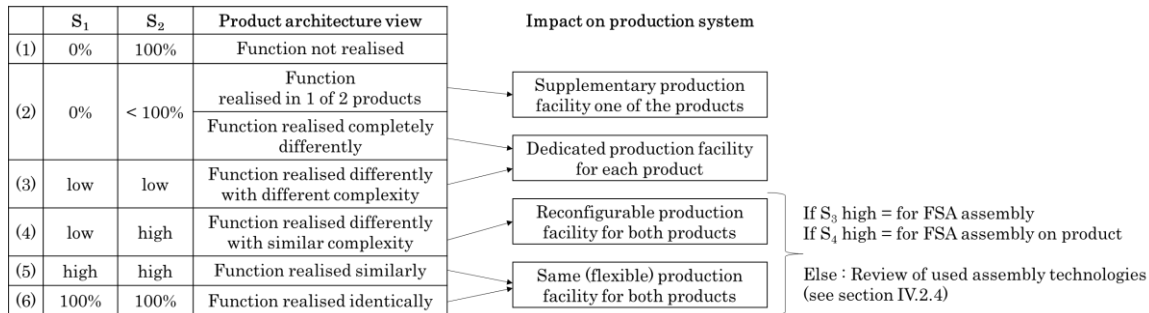 S₁ S₂ Product architecture view Impact on production system
(1) 0% 100% Function not realised
(2) 0% < 100% Function
realised in 1 of 2 products
Function realised completely
differently
(3) low low Function realised differently
with different complexity
(4) low high Function realised differently
with similar complexity
(5) high high Function realised similarly
(6) 100% 100% Function realised identically
Supplementary production
facility one of the products
Dedicated production facility
for each product
Reconfigurable production
facility for both products
Same (flexible) production
facility for both products
If S₃ high = for FSA assembly
If S₄ high = for FSA assembly on product
Else : Review of used assembly technologies
(see section IV.2.4)